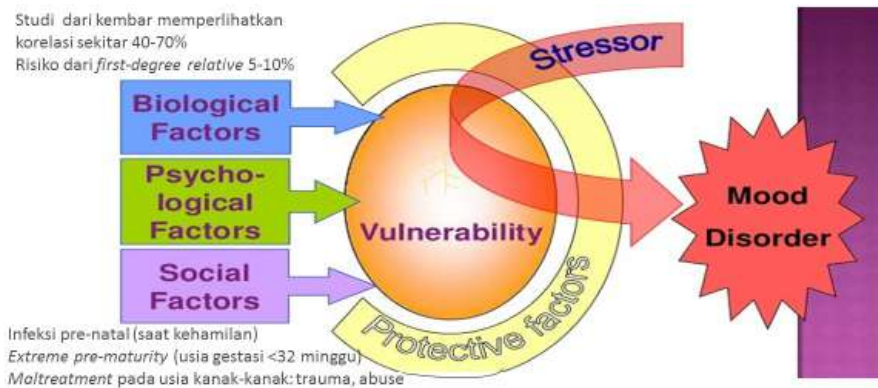 Studi dari kembar memperlihatkan
korelasi sekitar 40-70%
Risiko dari first-degree relative 5-10%
Stressor
Biological
Factors
Psycho-
logical
Factors
Social
Factors
Vulnerability
Protective factors
Mood
Disorder
Infeksi pre-natal (saat kehamilan)
Extreme pre-maturity (usia gestasi <32 minggu)
Maltreatment pada usia kanak-kanak: trauma, abuse